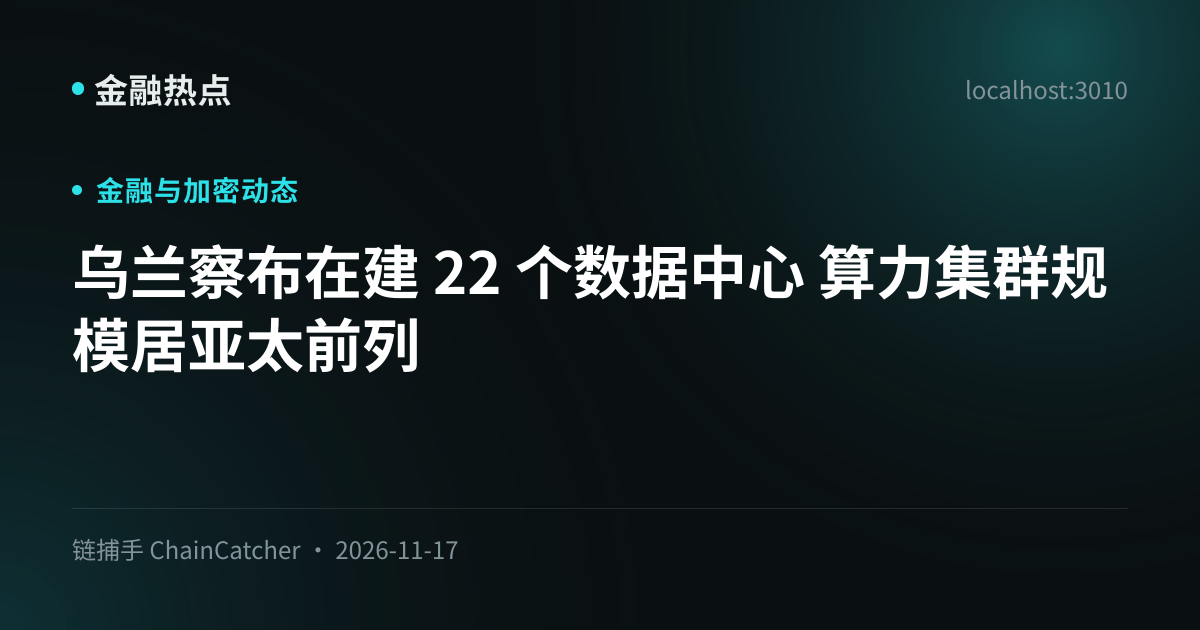 金融热点
localhost:3010
金融与加密动态
乌兰察布在建 22 个数据中心 算力集群规
模居亚太前列
链捕手 ChainCatcher • 2026-11-17